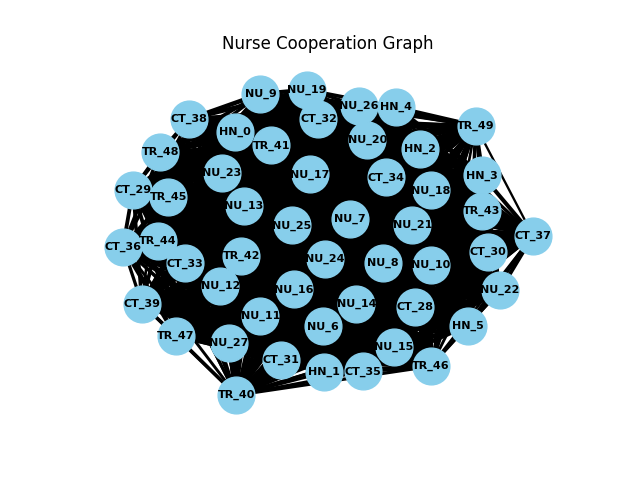 Nurse Cooperation Graph
NU_19
NU_9
NU_26
HN_4
CT_38
CT_32
TR_49
HN_0
NU_20
TR_41
HN_2
TR_48
NU_23
NU_17
CT_34
HN_3
CT_29
NU_18
TR_45
NU_13
TR_43
NU_7
NU_25
NU_21
CT_37
TR_44
CT_36
CT_30
TR_42
NU_24
CT_33
NU_8
NU_10
NU_12
NU_16
NU_22
CT_39
NU_14
CT_28
NU_11
NU_6
HN_5
TR_47
NU_27
NU_15
CT_31
TR_46
HN_1
CT_35
TR_40